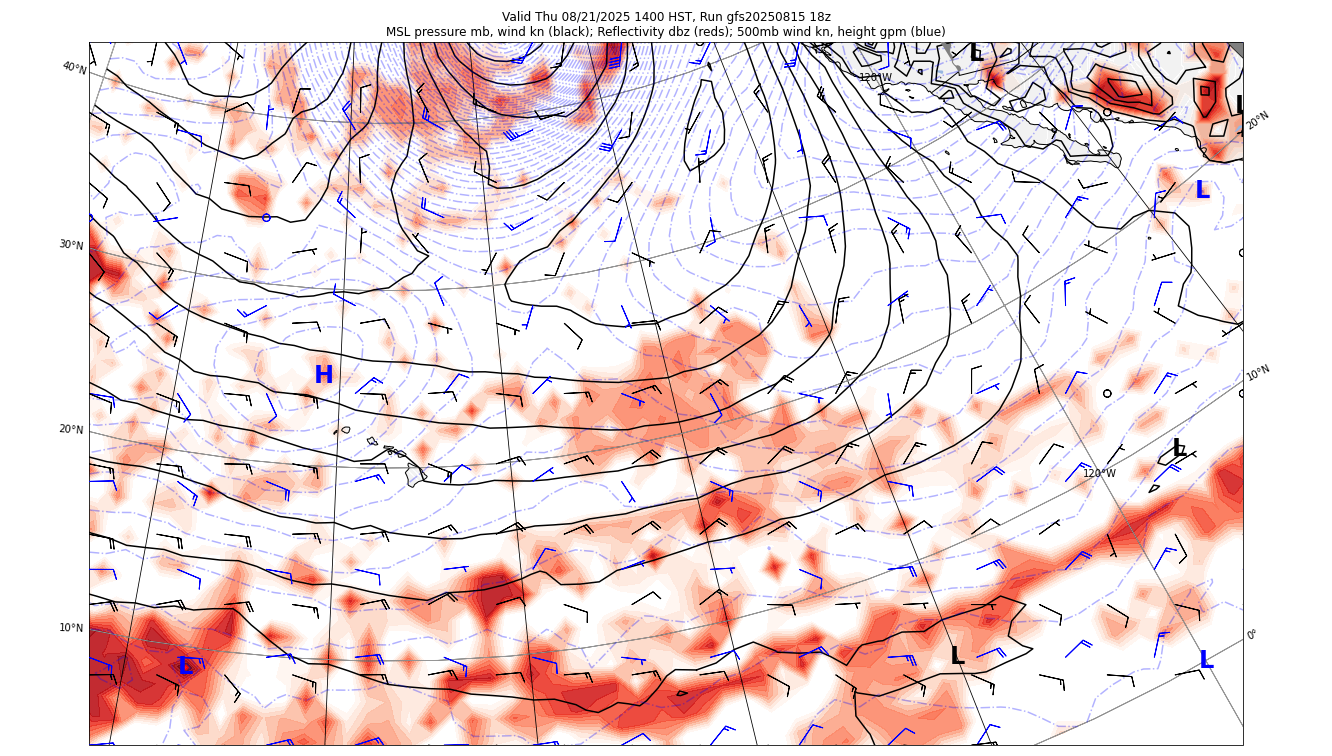 Valid Thu 08/21/2025 1400 HST, Run gfs20250815 18z
MSL pressure mb, wind kn (black); Reflectivity dbz (reds); 500mb wind kn, height gpm (blue)
L
40°N
120°W
L
20°N
L
30°N
H
10°N
20°N
L
120°W
10°N
0°
L
L
L